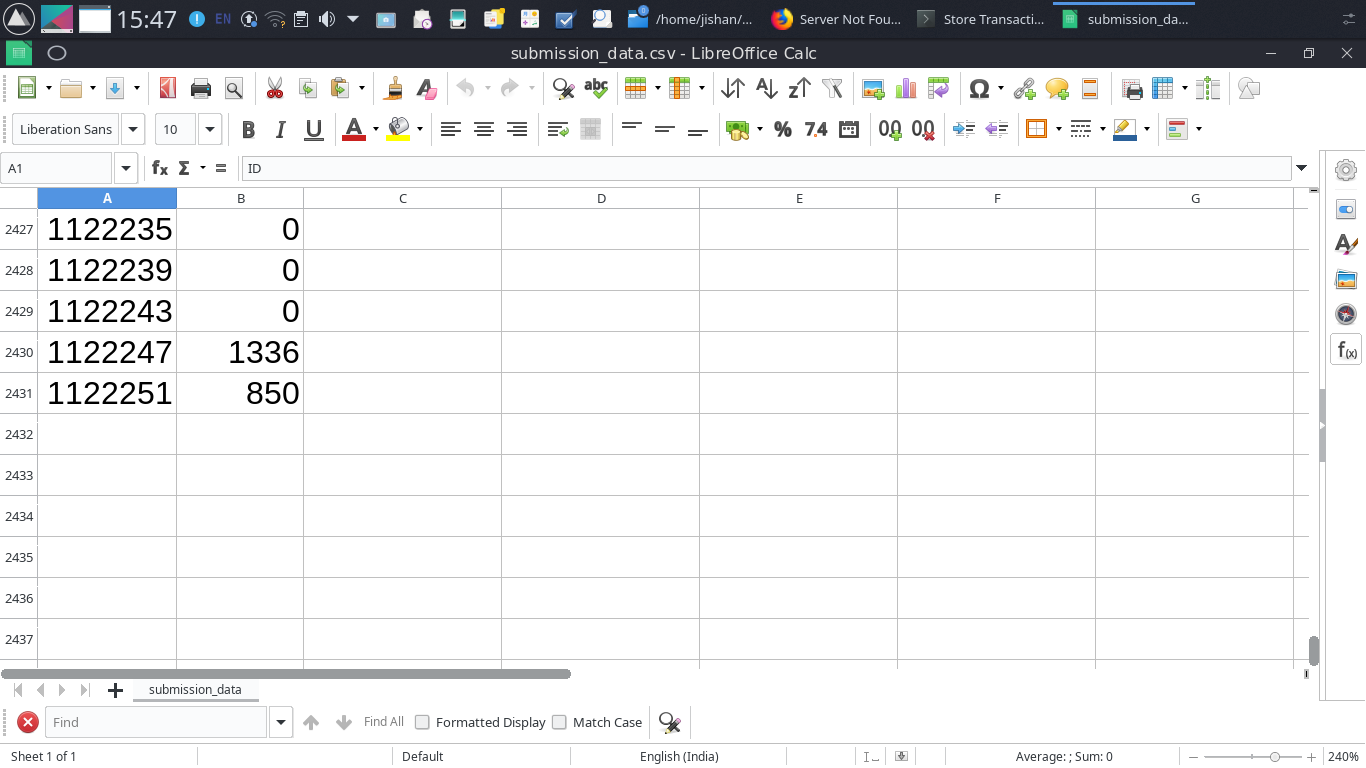 15:47 EN /home/jishan/... Server Not Fou... Store Transacti... submission_da...
submission_data.csv - LibreOffice Calc
Liberation Sans 10
A1 ID
A B C D E F G
2427 1122235 0
2428 1122239 0
2429 1122243 0
2430 1122247 1336
2431 1122251 850
2432
2433
2434
2435
2436
2437
submission_data
Find Find All Formatted Display Match Case
Sheet 1 of 1 Default English (India) Average: ; Sum: 0 240%